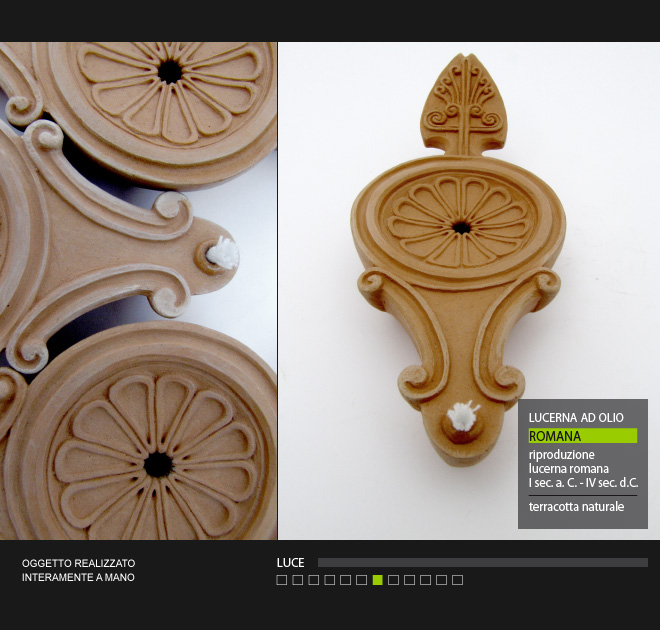 LUCERNA AD OLIO
ROMANA
riproduzione
lucerna romana
I sec. a. C. - IV sec. d.C.
terracotta naturale
OGGETTO REALIZZATO
INTERAMENTE A MANO
LUCE